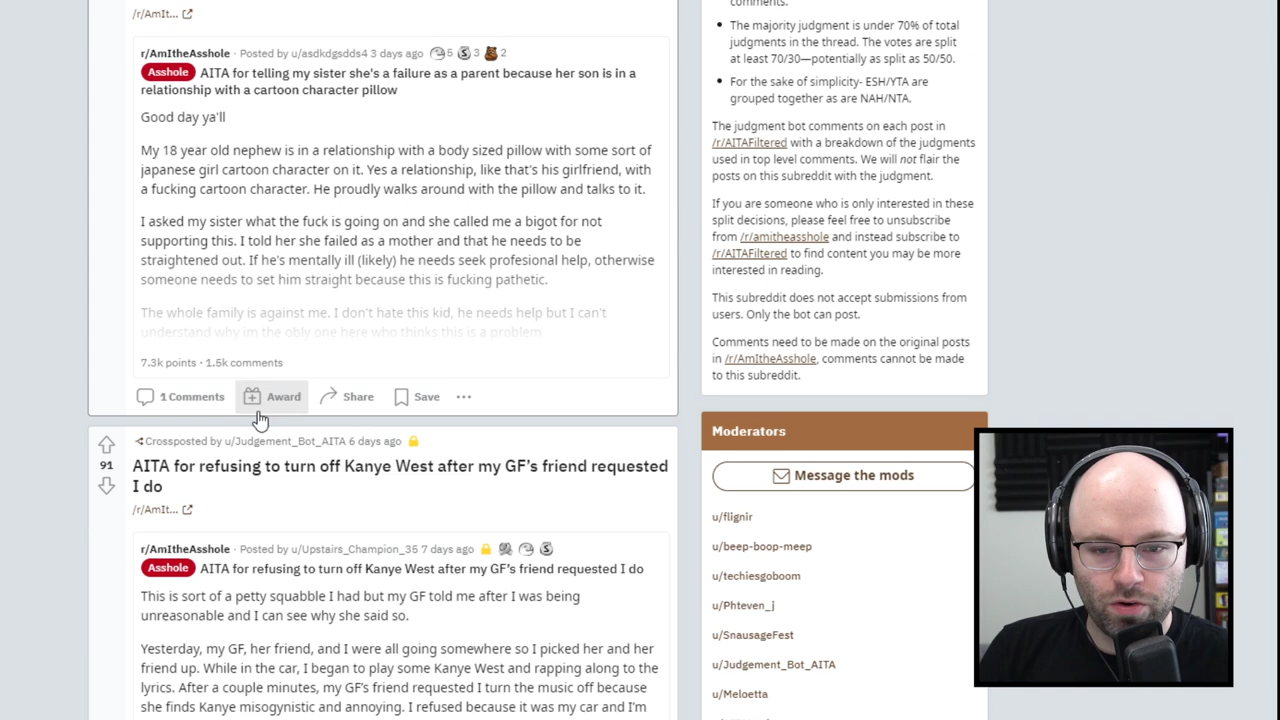 /r/AmIt...
r/AmItheAsshole · Posted by u/asdkdgsdds4 3 days ago 5 3 2
Asshole AITA for telling my sister she's a failure as a parent because her son is in a
relationship with a cartoon character pillow
Good day ya'll
My 18 year old nephew is in a relationship with a body sized pillow with some sort of
japanese girl cartoon character on it. Yes a relationship, like that's his girlfriend, with
a fucking cartoon character. He proudly walks around with the pillow and talks to it.
I asked my sister what the fuck is going on and she called me a bigot for not
supporting this. I told her she failed as a mother and that he needs to be
straightened out. If he's mentally ill (likely) he needs seek profesional help, otherwise
someone needs to set him straight because this is fucking pathetic.
The whole family is against me. I don't hate this kid, he needs help but I can't
understand why im the only one here who thinks this is a problem
7.3k points · 1.5k comments
1 Comments Award Share Save ...
Crossposted by u/Judgement_Bot_AITA 6 days ago
91
AITA for refusing to turn off Kanye West after my GF's friend requested
I do
/r/AmIt...
r/AmItheAsshole · Posted by u/Upstairs_Champion_35 7 days ago
Asshole AITA for refusing to turn off Kanye West after my GF's friend requested I do
This is sort of a petty squabble I had but my GF told me after I was being
unreasonable and I can see why she said so.
Yesterday, my GF, her friend, and I were all going somewhere so I picked her and her
friend up. While in the car, I began to play some Kanye West and rapping along to the
lyrics. After a couple minutes, my GF's friend requested I turn the music off because
she finds Kanye misogynistic and annoying. I refused because it was my car and I'm
comments.
• The majority judgment is under 70% of total
judgments in the thread. The votes are split
at least 70/30—potentially as split as 50/50.
• For the sake of simplicity- ESH/YTA are
grouped together as are NAH/NTA.
The judgment bot comments on each post in
/r/AITAFiltered with a breakdown of the judgments
used in top level comments. We will not flair the
posts on this subreddit with the judgment.
If you are someone who is only interested in these
split decisions, please feel free to unsubscribe
from /r/amitheasshole and instead subscribe to
/r/AITAFiltered to find content you may be more
interested in reading.
This subreddit does not accept submissions from
users. Only the bot can post.
Comments need to be made on the original posts
in /r/AmItheAsshole, comments cannot be made
to this subreddit.
Moderators
Message the mods
u/flignir
u/beep-boop-meep
u/techiesgoboom
u/Phteven_j
u/SnausageFest
u/Judgement_Bot_AITA
u/Meloetta